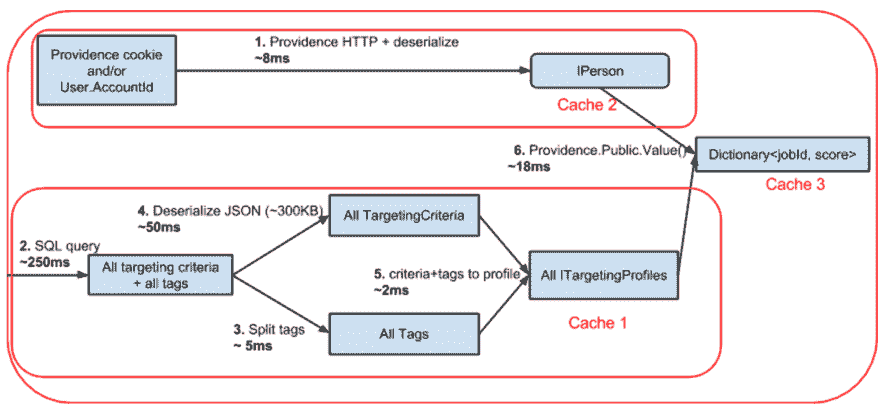 1. Providence HTTP + deserialize
~8ms
Providence cookie
and/or
User.AccountId
IPerson
Cache 2
6. Providence.Public.Value()
~18ms
Dictionary<jobId, score>
Cache 3
4. Deserialize JSON (~300KB)
~50ms
All TargetingCriteria
2. SQL query
~250ms
All targeting criteria
+ all tags
5. criteria+tags to profile
~2ms
All ITargetingProfiles
3. Split tags
~ 5ms
All Tags
Cache 1